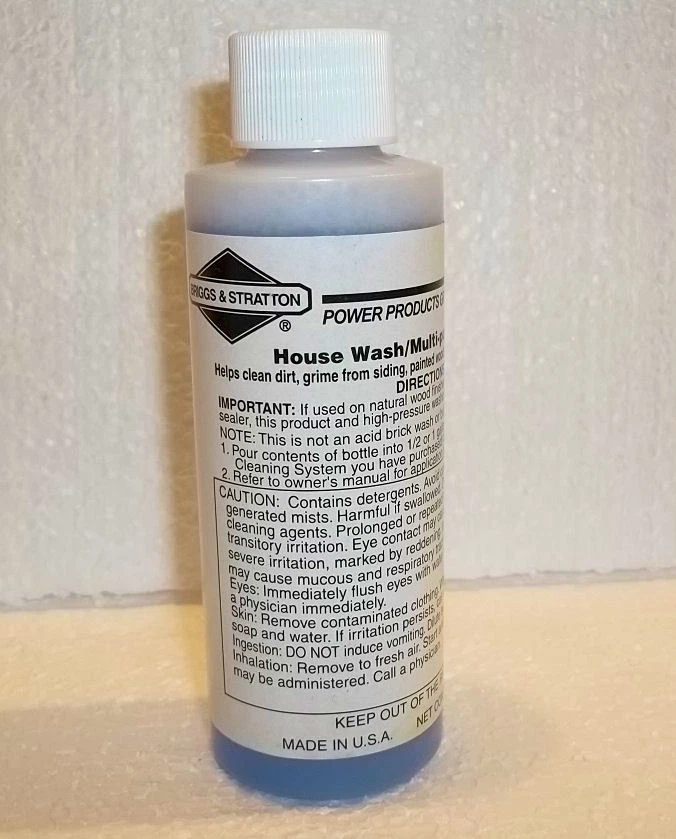 BRIGGS & STRATTON
®
POWER PRODUCTS
House Wash/Multi-
Helps clean dirt, grime from siding, painted
DIRECTION
IMPORTANT: If used on natural wood
sealer, this product and high-pressure
NOTE: This is not an acid brick wash or
1. Pour contents of bottle into 1/2 or 1
Cleaning System you have
2. Refer to owner's manual for
CAUTION: Contains detergents. Avoid
generated mists. Harmful if swallowed.
cleaning agents. Prolonged or
transitory irritation. Eye contact may
severe irritation, marked by reddening
may cause mucous and respiratory
Eyes: Immediately flush eyes with
a physician immediately.
Skin: Remove contaminated clothing
soap and water. If irritation persists,
Ingestion: DO NOT induce vomiting.
Inhalation: Remove to fresh air. Start
may be administered. Call a physician
KEEP OUT OF THE
NET
MADE IN U.S.A.